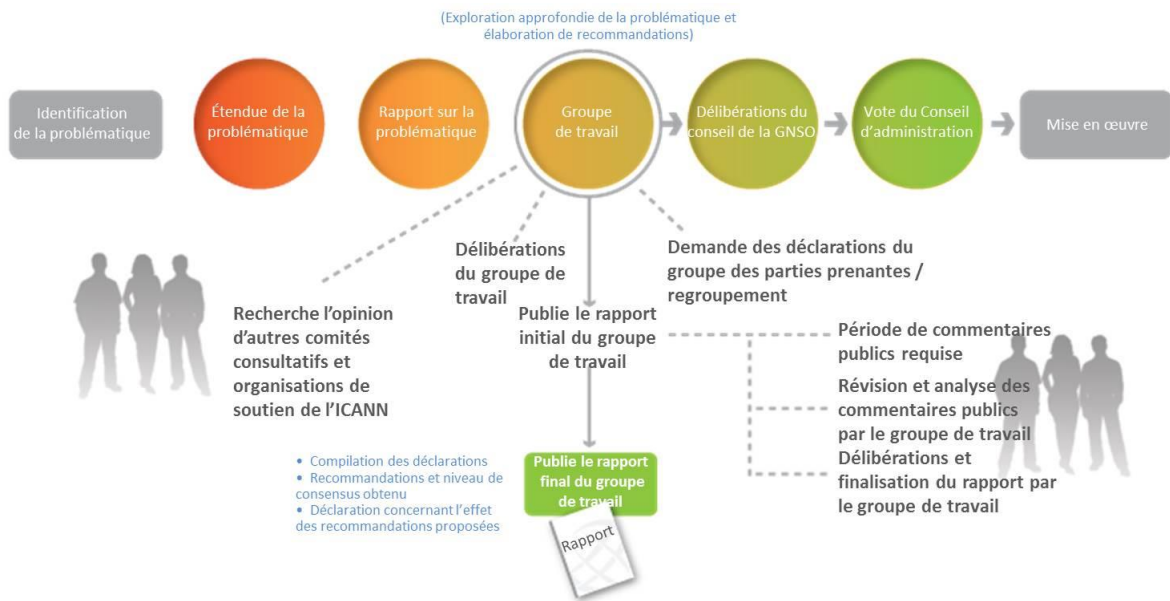 (Exploration approfondie de la problématique et
élaboration de recommandations)
Identification
de la problématique
Étendue de la
problématique
Rapport sur la
problématique
Groupe
de travail
Délibérations du
conseil de la GNSO
Vote du Conseil
d'administration
Mise en œuvre
Délibérations
du groupe de
travail
Demande des déclarations du
groupe des parties prenantes /
regroupement
Recherche l'opinion
d'autres comités
consultatifs et
organisations de
soutien de l'ICANN
Publie le rapport
initial du groupe
de travail
Période de commentaires
publics requise
Révision et analyse des
commentaires publics
par le groupe de travail
Délibérations et
finalisation du rapport par
le groupe de travail
• Compilation des déclarations
• Recommandations et niveau de
consensus obtenu
• Déclaration concernant l'effet
des recommandations proposées
Publie le rapport
final du groupe
de travail
Rapport